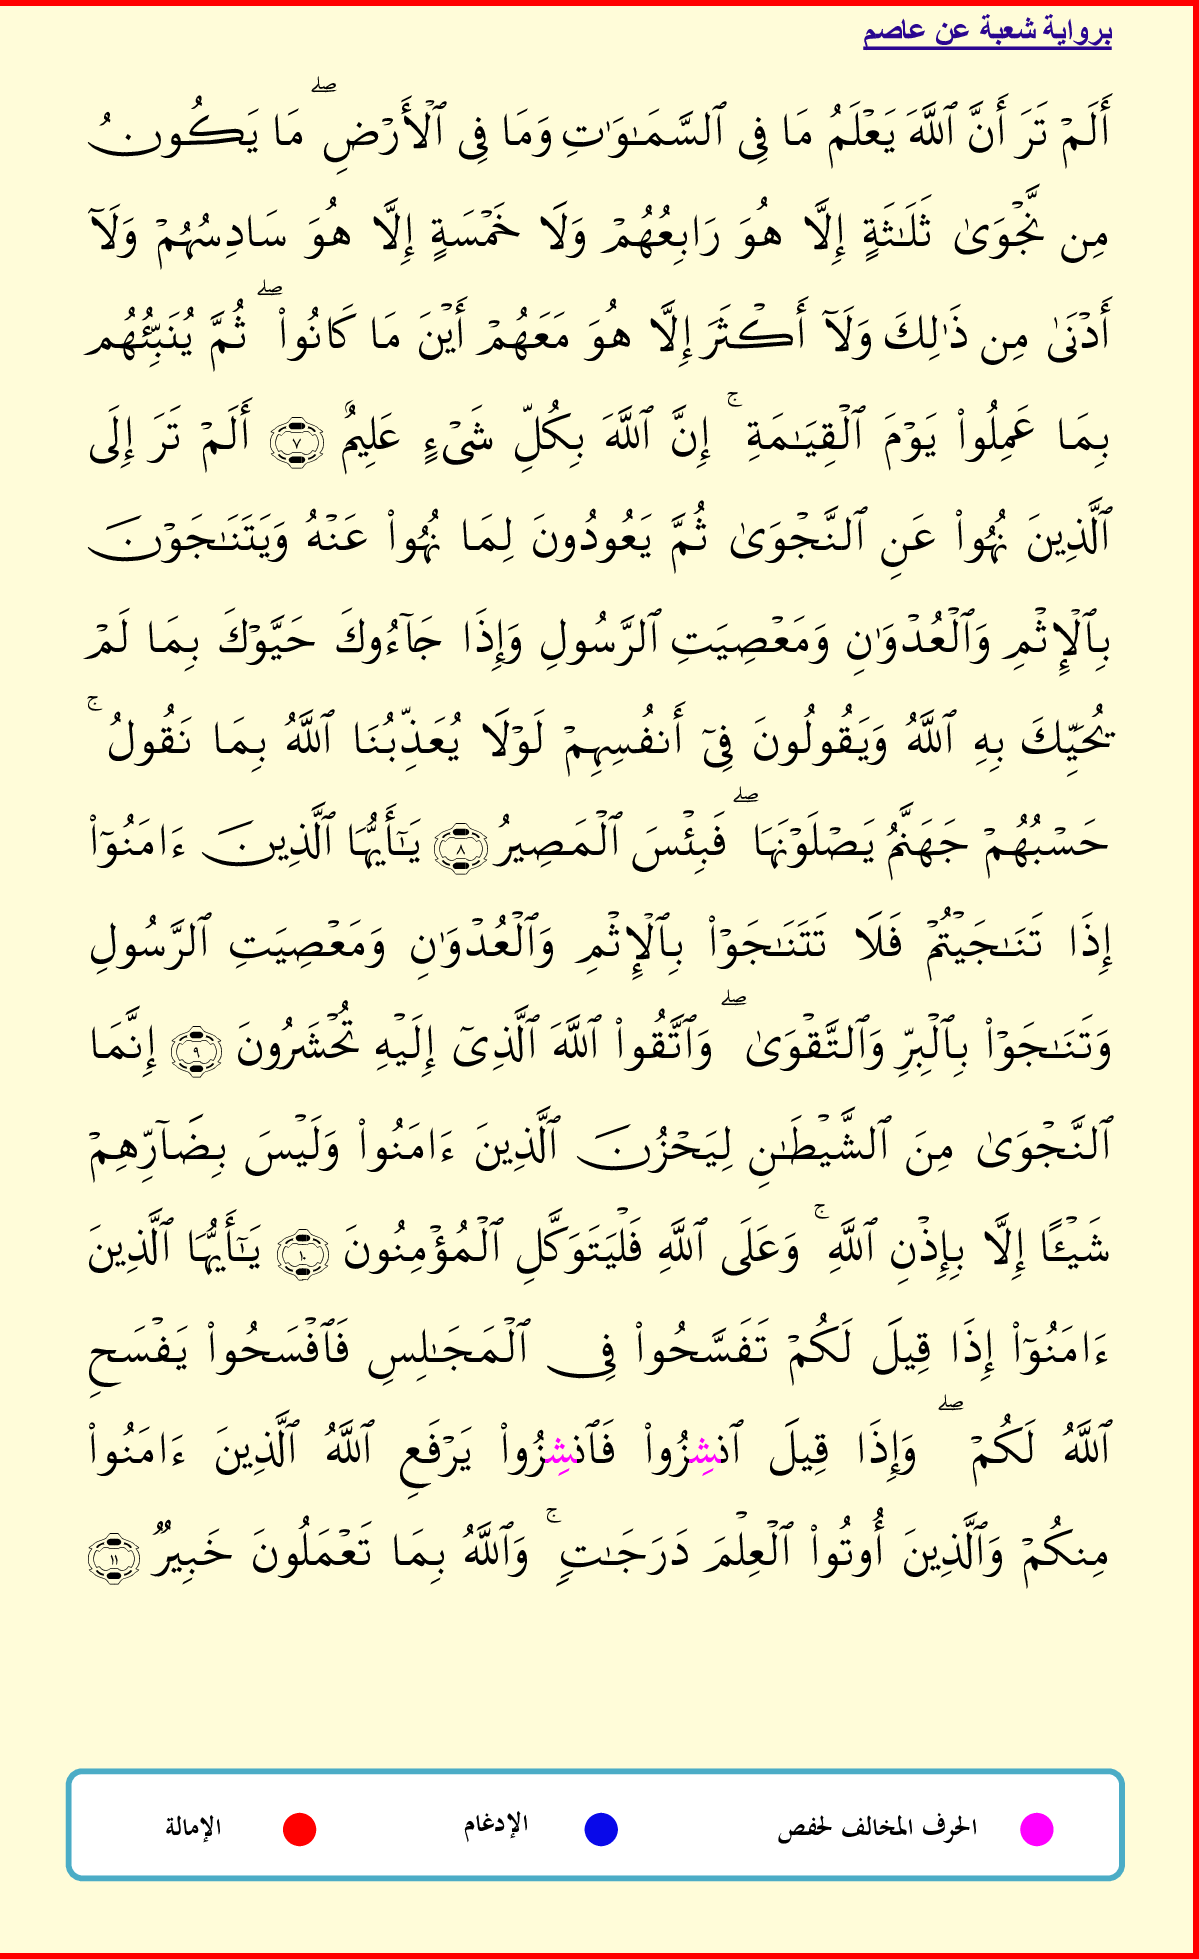 برواية شعبة عن عاصم
أَلَمْ تَرَ أَنَّ ٱللَّهَ يَعْلَمُ مَا فِى ٱلسَّمَـٰوَٰتِ وَمَا فِى ٱلْأَرْضِ ۖ مَا يَكُونُ
مِن نَّجْوَىٰ ثَلَـٰثَةٍ إِلَّا هُوَ رَابِعُهُمْ وَلَا خَمْسَةٍ إِلَّا هُوَ سَادِسُهُمْ وَلَآ
أَدْنَىٰ مِن ذَٰلِكَ وَلَآ أَكْثَرَ إِلَّا هُوَ مَعَهُمْ أَيْنَ مَا كَانُوا۟ ۖ ثُمَّ يُنَبِّئُهُم
بِمَا عَمِلُوا۟ يَوْمَ ٱلْقِيَـٰمَةِ ۚ إِنَّ ٱللَّهَ بِكُلِّ شَىْءٍ عَلِيمٌ ٧ أَلَمْ تَرَ إِلَى
ٱلَّذِينَ نُهُوا۟ عَنِ ٱلنَّجْوَىٰ ثُمَّ يَعُودُونَ لِمَا نُهُوا۟ عَنْهُ وَيَتَنَـٰجَوْنَ
بِٱلْإِثْمِ وَٱلْعُدْوَٰنِ وَمَعْصِيَتِ ٱلرَّسُولِ وَإِذَا جَآءُوكَ حَيَّوْكَ بِمَا لَمْ
يُحَيِّكَ بِهِ ٱللَّهُ وَيَقُولُونَ فِىٓ أَنفُسِهِمْ لَوْلَا يُعَذِّبُنَا ٱللَّهُ بِمَا نَقُولُ ۚ
حَسْبُهُمْ جَهَنَّمُ يَصْلَوْنَهَا ۖ فَبِئْسَ ٱلْمَصِيرُ ٨ يَـٰٓأَيُّهَا ٱلَّذِينَ ءَامَنُوٓا۟
إِذَا تَنَـٰجَيْتُمْ فَلَا تَتَنَـٰجَوْا۟ بِٱلْإِثْمِ وَٱلْعُدْوَٰنِ وَمَعْصِيَتِ ٱلرَّسُولِ
وَتَنَـٰجَوْا۟ بِٱلْبِرِّ وَٱلتَّقْوَىٰ ۖ وَٱتَّقُوا۟ ٱللَّهَ ٱلَّذِىٓ إِلَيْهِ تُحْشَرُونَ ٩ إِنَّمَا
ٱلنَّجْوَىٰ مِنَ ٱلشَّيْطَـٰنِ لِيَحْزُنَ ٱلَّذِينَ ءَامَنُوا۟ وَلَيْسَ بِضَآرِّهِمْ
شَيْـًٔا إِلَّا بِإِذْنِ ٱللَّهِ ۚ وَعَلَى ٱللَّهِ فَلْيَتَوَكَّلِ ٱلْمُؤْمِنُونَ ١٠ يَـٰٓأَيُّهَا ٱلَّذِينَ
ءَامَنُوٓا۟ إِذَا قِيلَ لَكُمْ تَفَسَّحُوا۟ فِى ٱلْمَجَـٰلِسِ فَٱفْسَحُوا۟ يَفْسَحِ
ٱللَّهُ لَكُمْ ۖ وَإِذَا قِيلَ ٱنشِزُوا۟ فَٱنشِزُوا۟ يَرْفَعِ ٱللَّهُ ٱلَّذِينَ ءَامَنُوا۟
مِنكُمْ وَٱلَّذِينَ أُوتُوا۟ ٱلْعِلْمَ دَرَجَـٰتٍ ۚ وَٱللَّهُ بِمَا تَعْمَلُونَ خَبِيرٌ ١١
الحرف المخالف لحفص الإدغام الإمالة